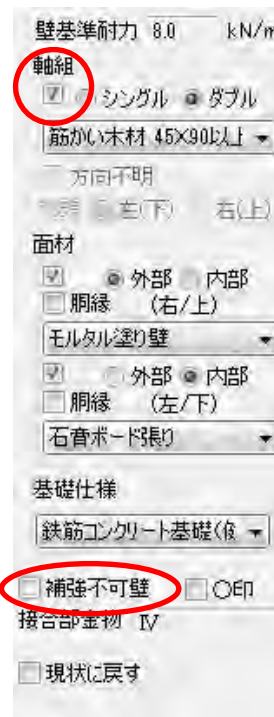 壁基準耐力 8.0 kN/m
軸組
シングル ダブル
筋かい木材 45×90以上
方向不明
左(下) 右(上)
面材
外部 内部
胴縁 (右/上)
モルタル塗り壁
外部 内部
胴縁 (左/下)
石膏ボード張り
基礎仕様
鉄筋コンクリート基礎(
補強不可壁 〇印
接合部金物 IV
現状に戻す